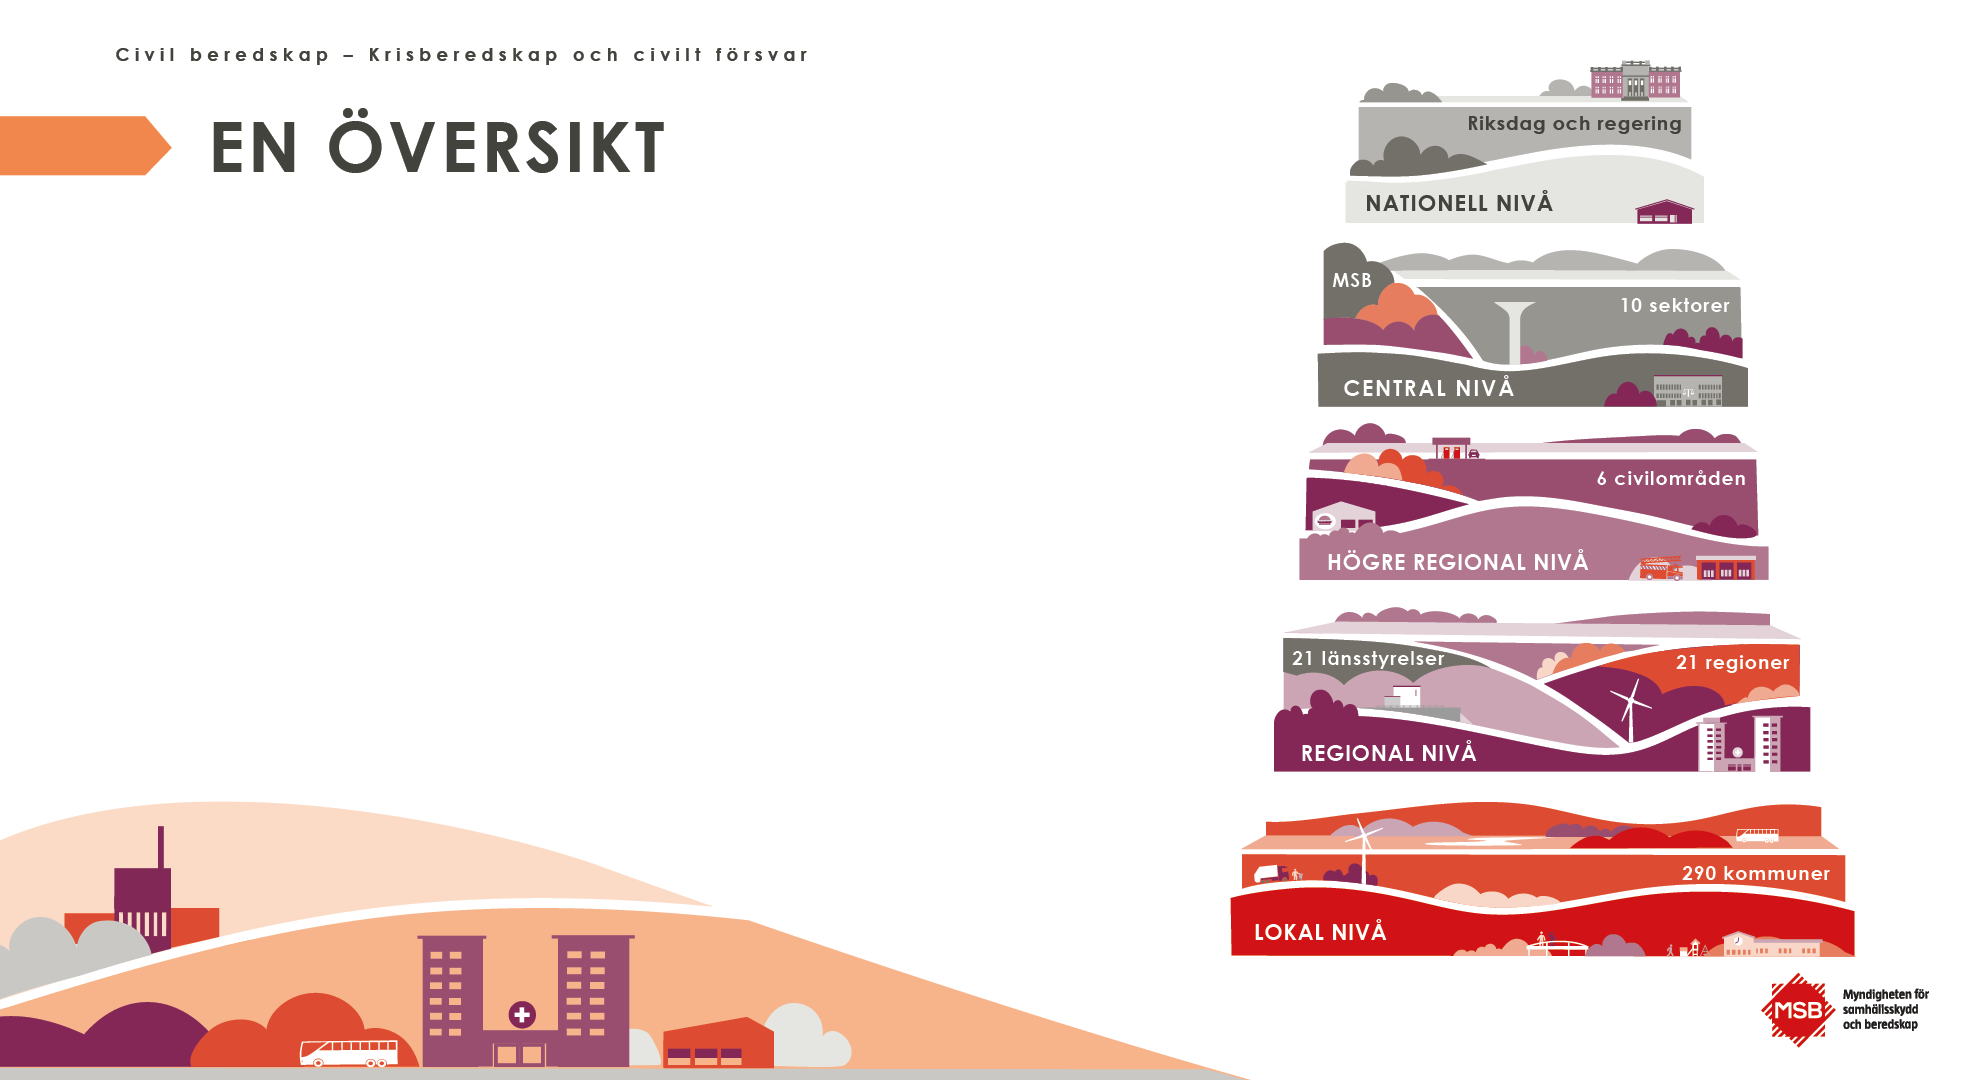 Civil beredskap – Krisberedskap och civilt försvar
EN ÖVERSIKT
Riksdag och regering
NATIONELL NIVÅ
MSB
10 sektorer
CENTRAL NIVÅ
6 civilområden
HÖGRE REGIONAL NIVÅ
21 länsstyrelser
21 regioner
REGIONAL NIVÅ
290 kommuner
LOKAL NIVÅ
MSB
Myndigheten för
samhällsskydd
och beredskap